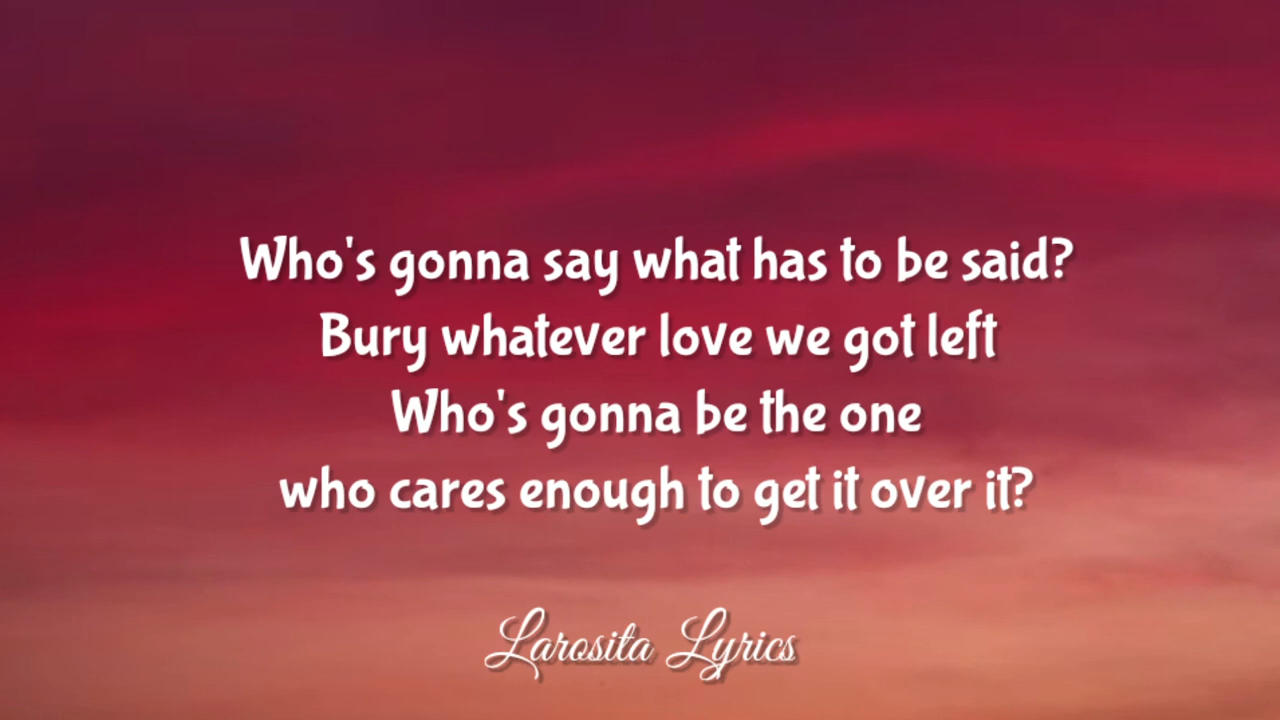 Who's gonna say what has to be said?
Bury whatever love we got left
Who's gonna be the one
who cares enough to get it over it?
Larosita Lyrics